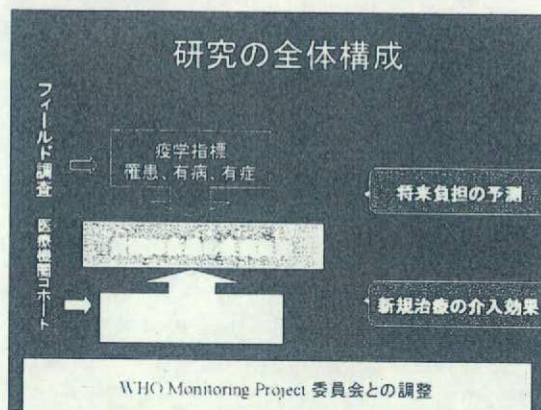 研究の全体構成
フィールド調査
疫学指標
罹患、有病、有症
将来負担の予測
医療機関コホート
新規治療の介入効果
WHO Monitoring Project 委員会との調整